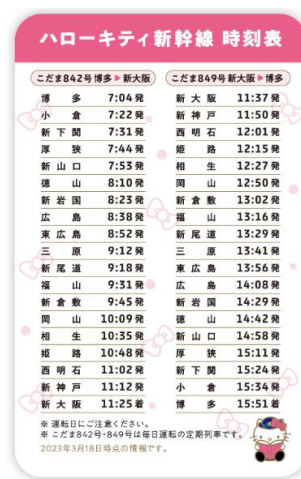 ハローキティ新幹線 時刻表
こだま842号 博多▶新大阪
博多 7:04発
小倉 7:22発
新下関 7:31発
厚狭 7:44発
新山口 7:53発
徳山 8:10発
新岩国 8:23発
広島 8:38発
東広島 8:52発
三原 9:12発
新尾道 9:18発
福山 9:31発
新倉敷 9:45発
岡山 10:09発
相生 10:35発
姫路 10:48発
西明石 11:02発
新神戸 11:12発
新大阪 11:25着
こだま849号 新大阪▶博多
新大阪 11:37発
新神戸 11:50発
西明石 12:01発
姫路 12:15発
相生 12:27発
岡山 12:50発
新倉敷 13:02発
福山 13:16発
新尾道 13:29発
三原 13:41発
東広島 13:56発
広島 14:08発
新岩国 14:29発
徳山 14:42発
新山口 14:58発
厚狭 15:11発
新下関 15:24発
小倉 15:34発
博多 15:51着
※ 運転日にご注意ください。
※ こだま842号・849号は毎日運転の定期列車です。
2023年3月18日時点の情報です。